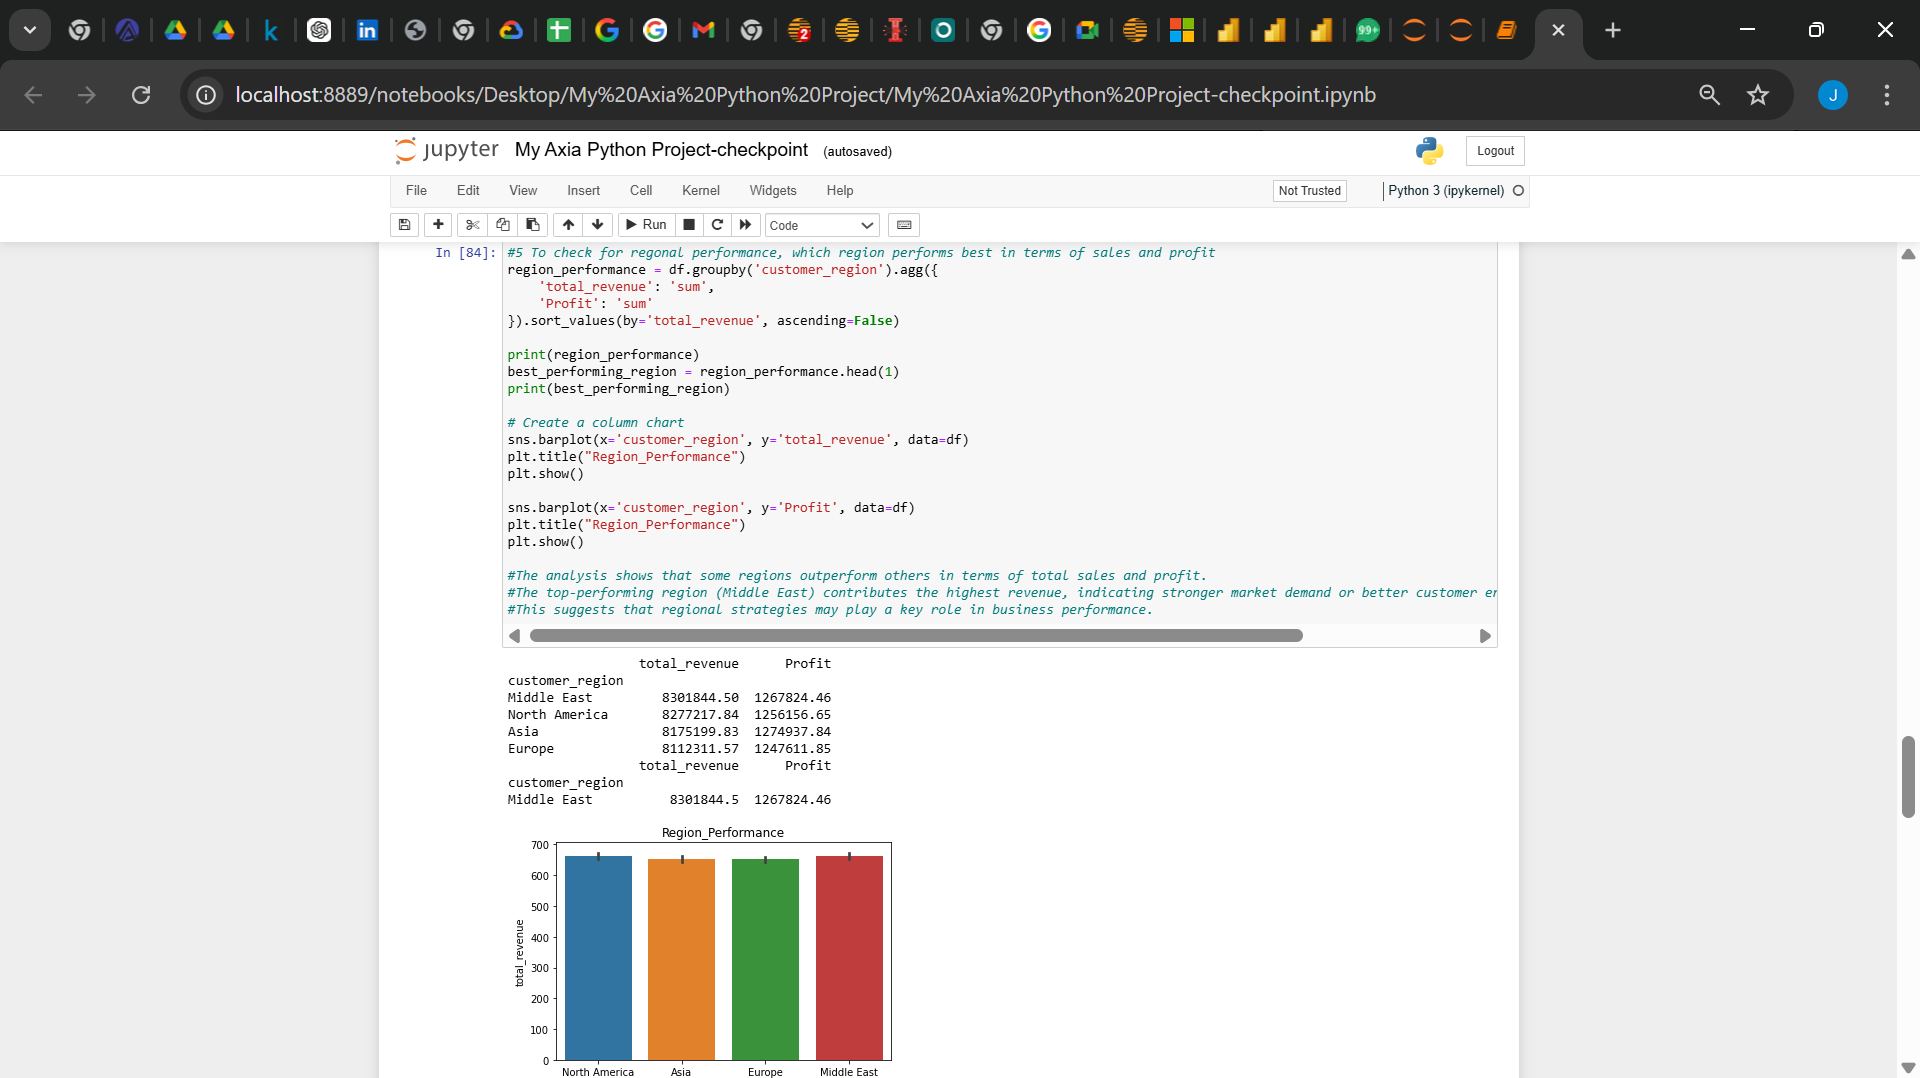 99+
2
localhost:8889/notebooks/Desktop/My%20Axia%20Python%20Project/My%20Axia%20Python%20Project-checkpoint.ipynb
J
jupyter My Axia Python Project-checkpoint (autosaved)
Logout
File Edit View Insert Cell Kernel Widgets Help
Not Trusted
Python 3 (ipykernel)
Run
Code
In [84]:
#5 To check for regonal performance, which region performs best in terms of sales and profit
region_performance = df.groupby('customer_region').agg({
    'total_revenue': 'sum',
    'Profit': 'sum'
}).sort_values(by='total_revenue', ascending=False)
print(region_performance)
best_performing_region = region_performance.head(1)
print(best_performing_region)
# Create a column chart
sns.barplot(x='customer_region', y='total_revenue', data=df)
plt.title("Region_Performance")
plt.show()
sns.barplot(x='customer_region', y='Profit', data=df)
plt.title("Region_Performance")
plt.show()
#The analysis shows that some regions outperform others in terms of total sales and profit.
#The top-performing region (Middle East) contributes the highest revenue, indicating stronger market demand or better customer
#This suggests that regional strategies may play a key role in business performance.
total_revenue Profit
customer_region
Middle East 8301844.50 1267824.46
North America 8277217.84 1256156.65
Asia 8175199.83 1274937.84
Europe 8112311.57 1247611.85
total_revenue Profit
customer_region
Middle East 8301844.5 1267824.46
Region_Performance
700
600
500
400
300
200
100
0
total_revenue
North America Asia Europe Middle East